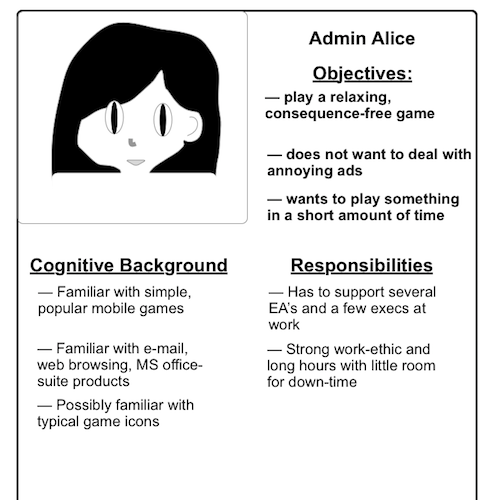 Admin Alice
Objectives:
— play a relaxing,
consequence-free game
— does not want to deal with
annoying ads
— wants to play something
in a short amount of time
Cognitive Background
— Familiar with simple,
popular mobile games
— Familiar with e-mail,
web browsing, MS office-
suite products
— Possibly familiar with
typical game icons
Responsibilities
— Has to support several
EA's and a few execs at
work
— Strong work-ethic and
long hours with little room
for down-time